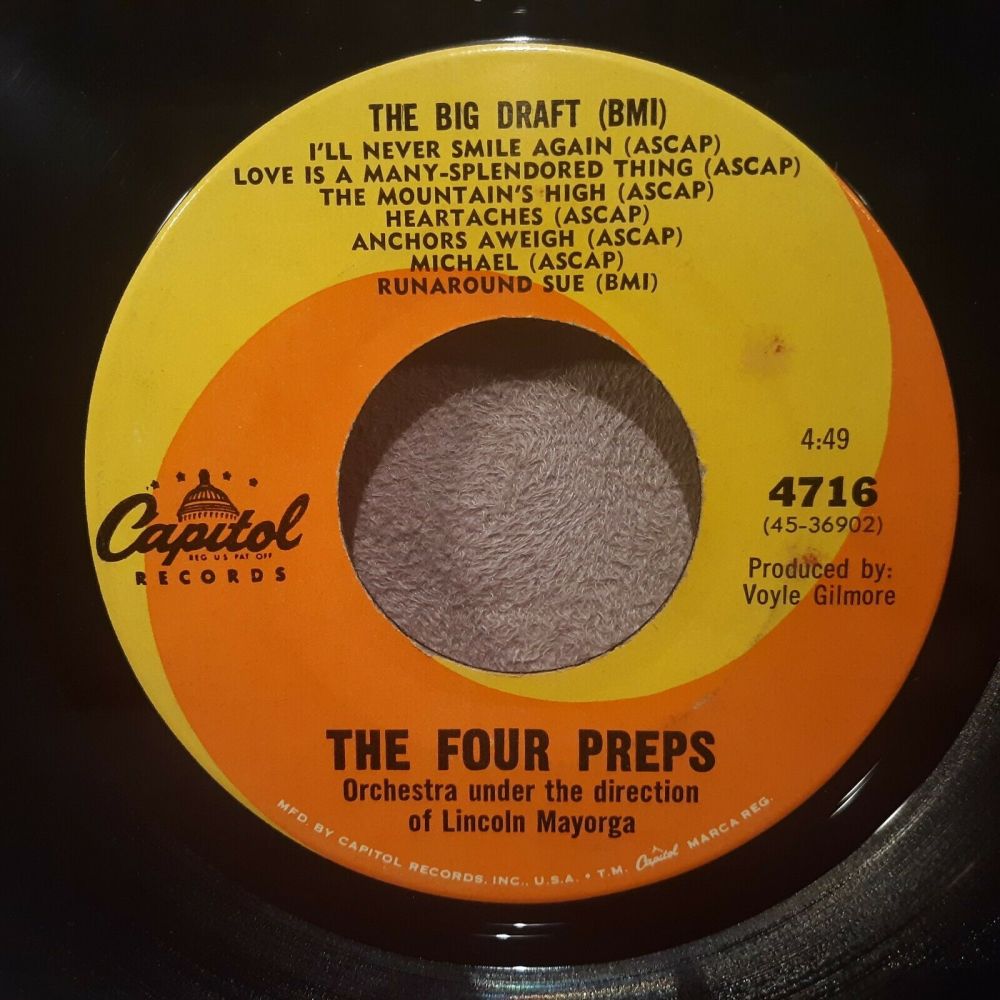 THE BIG DRAFT (BMI)
I'LL NEVER SMILE AGAIN (ASCAP)
LOVE IS A MANY-SPLENDORED THING (ASCAP)
THE MOUNTAIN'S HIGH (ASCAP)
HEARTACHES (ASCAP)
ANCHORS AWEIGH (ASCAP)
MICHAEL (ASCAP)
RUNAROUND SUE (BMI)
4:49
4716
(45-36902)
Produced by:
Voyle Gilmore
Capitol
REG U S PAT OFF
RECORDS
THE FOUR PREPS
Orchestra under the direction
of Lincoln Mayorga
MFD. BY CAPITOL RECORDS, INC., U.S.A. • T.M. Capitol MARCA REG.